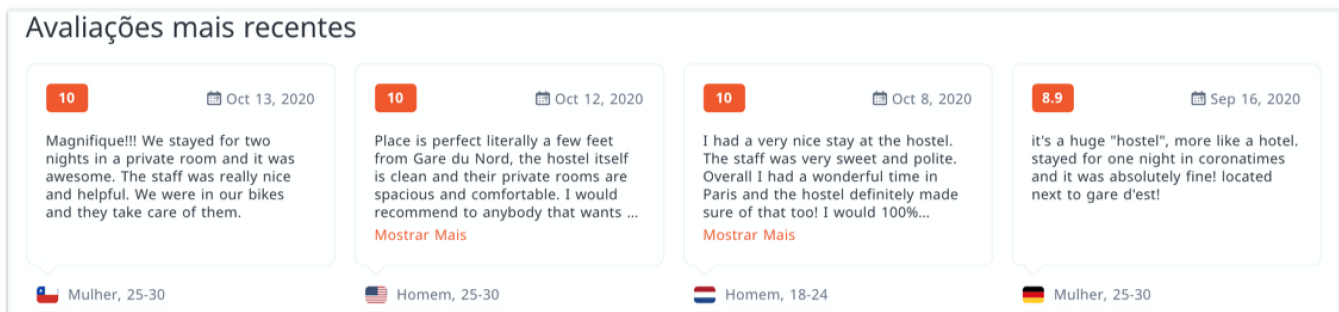 Avaliações mais recentes
10
Oct 13, 2020
Magnifique!!! We stayed for two
nights in a private room and it was
awesome. The staff was really nice
and helpful. We were in our bikes
and they take care of them.
Mulher, 25-30
10
Oct 12, 2020
Place is perfect literally a few feet
from Gare du Nord, the hostel itself
is clean and their private rooms are
spacious and comfortable. I would
recommend to anybody that wants ...
Mostrar Mais
Homem, 25-30
10
Oct 8, 2020
I had a very nice stay at the hostel.
The staff was very sweet and polite.
Overall I had a wonderful time in
Paris and the hostel definitely made
sure of that too! I would 100%...
Mostrar Mais
Homem, 18-24
8.9
Sep 16, 2020
it's a huge "hostel", more like a hotel.
stayed for one night in coronatimes
and it was absolutely fine! located
next to gare d'est!
Mulher, 25-30